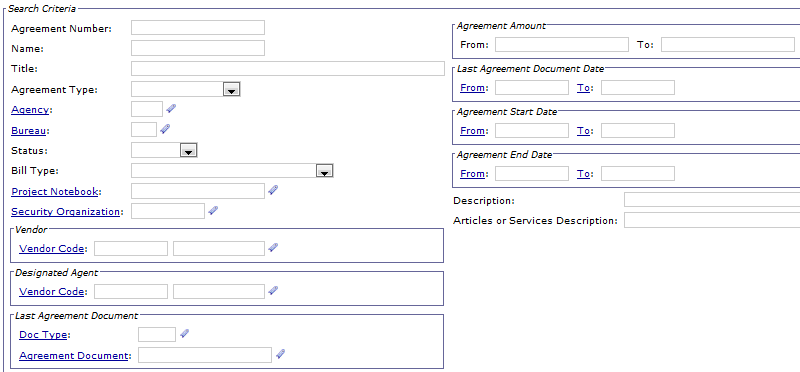 Search Criteria
Agreement Number:
Name:
Title:
Agreement Type:
Agency:
Bureau:
Status:
Bill Type:
Project Notebook:
Security Organization:
Vendor
Vendor Code:
Designated Agent
Vendor Code:
Last Agreement Document
Doc Type:
Agreement Document:
Agreement Amount
From: To:
Last Agreement Document Date
From: To:
Agreement Start Date
From: To:
Agreement End Date
From: To:
Description:
Articles or Services Description: